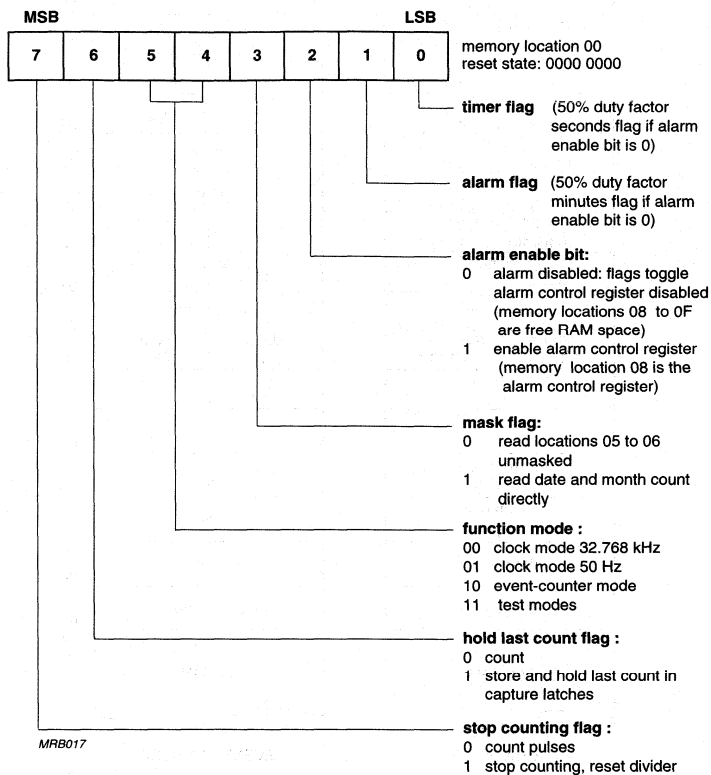 MSB LSB
7 6 5 4 3 2 1 0
memory location 00
reset state: 0000 0000
timer flag (50% duty factor
seconds flag if alarm
enable bit is 0)
alarm flag (50% duty factor
minutes flag if alarm
enable bit is 0)
alarm enable bit:
0 alarm disabled: flags toggle
alarm control register disabled
(memory locations 08 to 0F
are free RAM space)
1 enable alarm control register
(memory location 08 is the
alarm control register)
mask flag:
0 read locations 05 to 06
unmasked
1 read date and month count
directly
function mode :
00 clock mode 32.768 kHz
01 clock mode 50 Hz
10 event-counter mode
11 test modes
hold last count flag :
0 count
1 store and hold last count in
capture latches
stop counting flag :
0 count pulses
1 stop counting, reset divider
MRB017